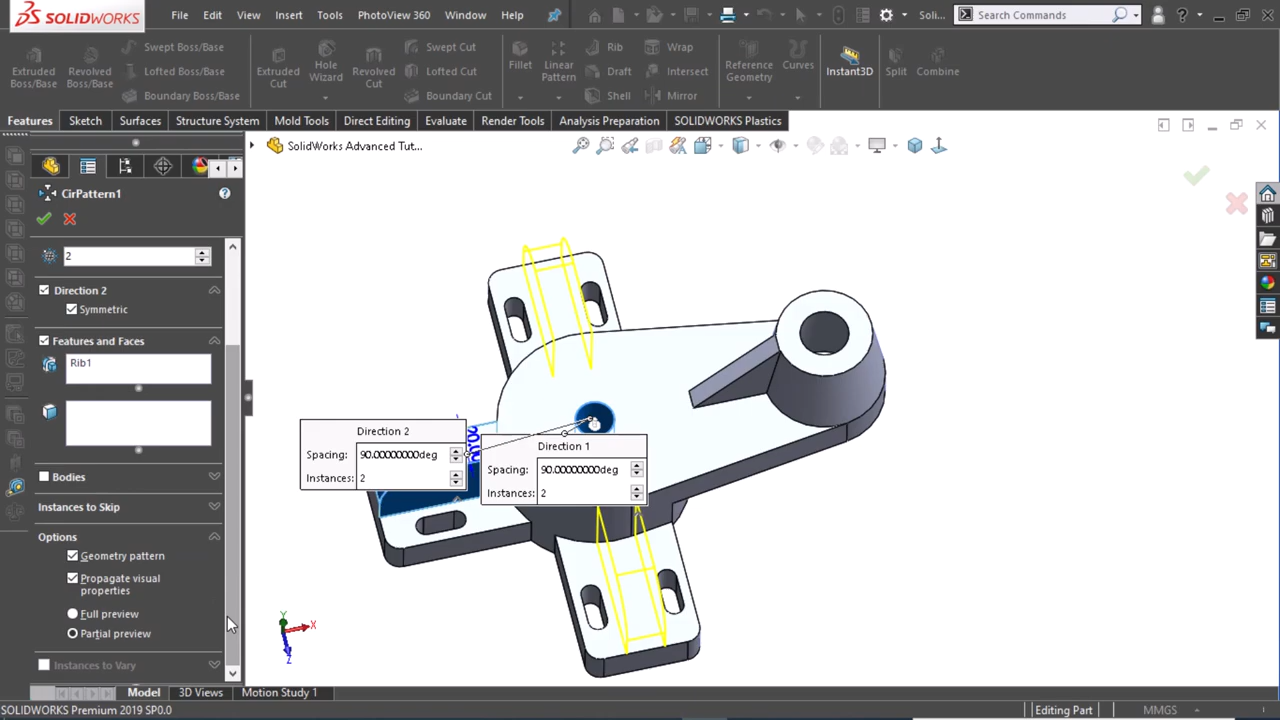 SOLIDWORKS File Edit View Insert Tools PhotoView 360 Window Help Soli... Search Commands ?
Extruded Boss/Base
Revolved Boss/Base
Swept Boss/Base
Lofted Boss/Base
Boundary Boss/Base
Extruded Cut
Hole Wizard
Revolved Cut
Swept Cut
Lofted Cut
Boundary Cut
Fillet
Linear Pattern
Rib
Draft
Shell
Wrap
Intersect
Mirror
Reference Geometry
Curves
Instant3D
Split
Combine
Features Sketch Surfaces Structure System Mold Tools Direct Editing Evaluate Render Tools Analysis Preparation SOLIDWORKS Plastics
SolidWorks Advanced Tut...
CirPattern1
2
Direction 2
Symmetric
Features and Faces
Rib1
Bodies
Instances to Skip
Options
Geometry pattern
Propagate visual
properties
Full preview
Partial preview
Instances to Vary
Direction 2
Spacing: 90.00000000deg
Instances: 2
Direction 1
Spacing: 90.00000000deg
Instances: 2
Y
X
Z
Model 3D Views Motion Study 1
SOLIDWORKS Premium 2019 SP0.0 Editing Part MMGS